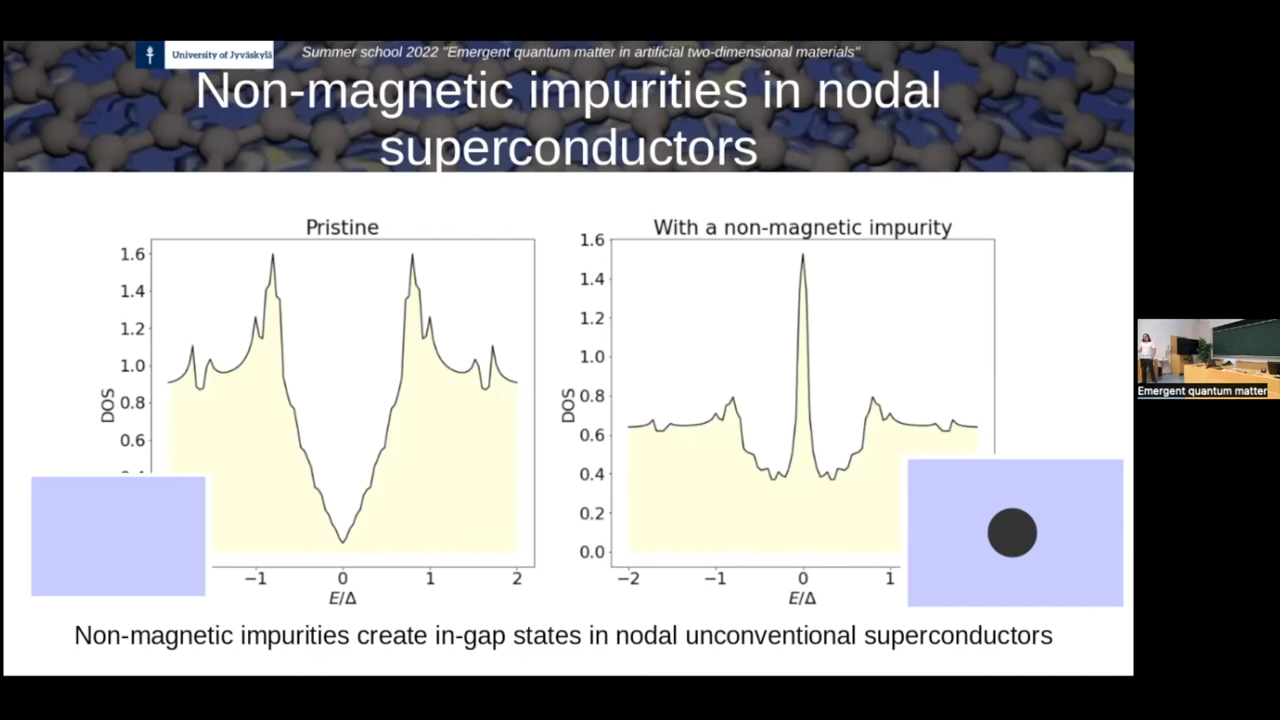 University of Jyväskylä
Summer school 2022 "Emergent quantum matter in artificial two-dimensional materials"
Non-magnetic impurities in nodal
superconductors
Pristine
1.6
1.4
1.2
1.0
0.8
0.6
DOS
−1
0
1
2
E/Δ
With a non-magnetic impurity
1.6
1.4
1.2
1.0
0.8
0.6
0.4
0.2
0.0
DOS
−2
−1
0
1
E/Δ
Non-magnetic impurities create in-gap states in nodal unconventional superconductors
Emergent quantum matter